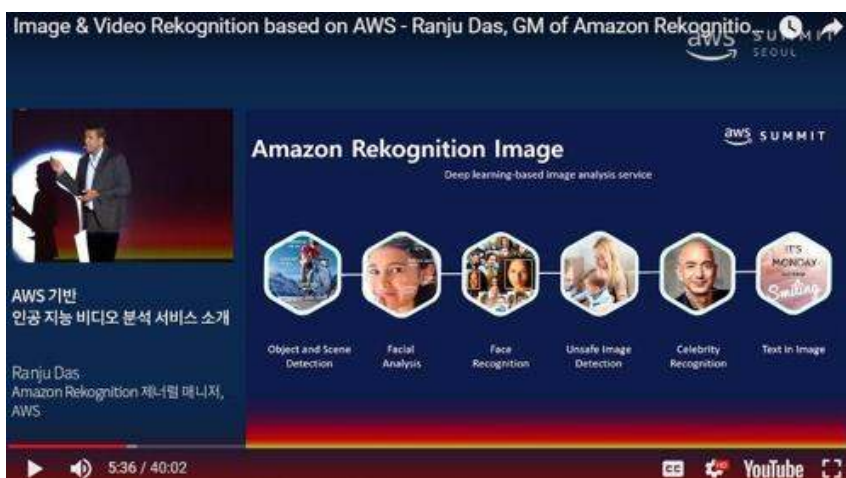 Image & Video Rekognition based on AWS - Ranju Das, GM of Amazon Rekognitio...
aws SUMMIT
SEOUL
aws SUMMIT
Amazon Rekognition Image
Deep learning-based image analysis service
IT'S
MONDAY
Smiling
AWS 기반
인공 지능 비디오 분석 서비스 소개
Object and Scene
Detection
Facial
Analysis
Face
Recognition
Unsafe Image
Detection
Celebrity
Recognition
Text in Image
Ranju Das
Amazon Rekognition 제너럴 매니저,
AWS
5:36 / 40:02
CC
HD
YouTube